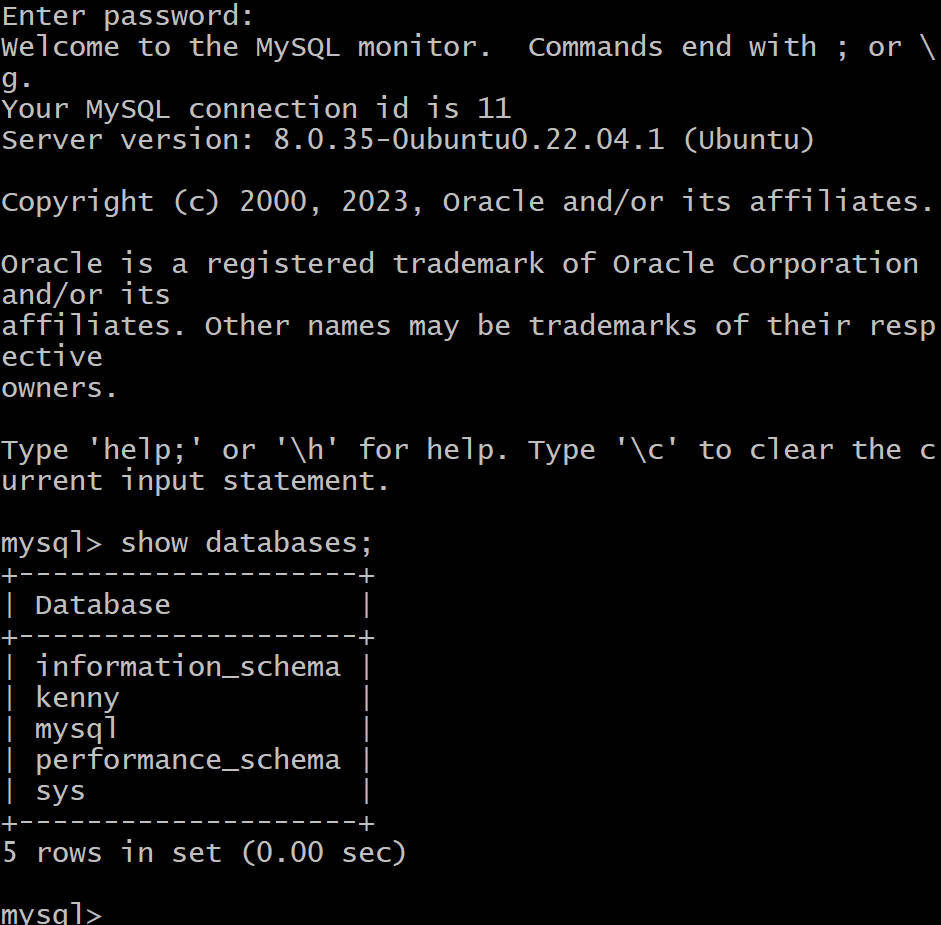 Enter password:
Welcome to the MySQL monitor.  Commands end with ; or \
g.
Your MySQL connection id is 11
Server version: 8.0.35-0ubuntu0.22.04.1 (Ubuntu)
Copyright (c) 2000, 2023, Oracle and/or its affiliates.
Oracle is a registered trademark of Oracle Corporation
and/or its
affiliates. Other names may be trademarks of their resp
ective
owners.
Type 'help;' or '\h' for help. Type '\c' to clear the c
urrent input statement.
mysql> show databases;
+--------------------+
| Database           |
+--------------------+
| information_schema |
| kenny              |
| mysql              |
| performance_schema |
| sys                |
+--------------------+
5 rows in set (0.00 sec)
mysql>